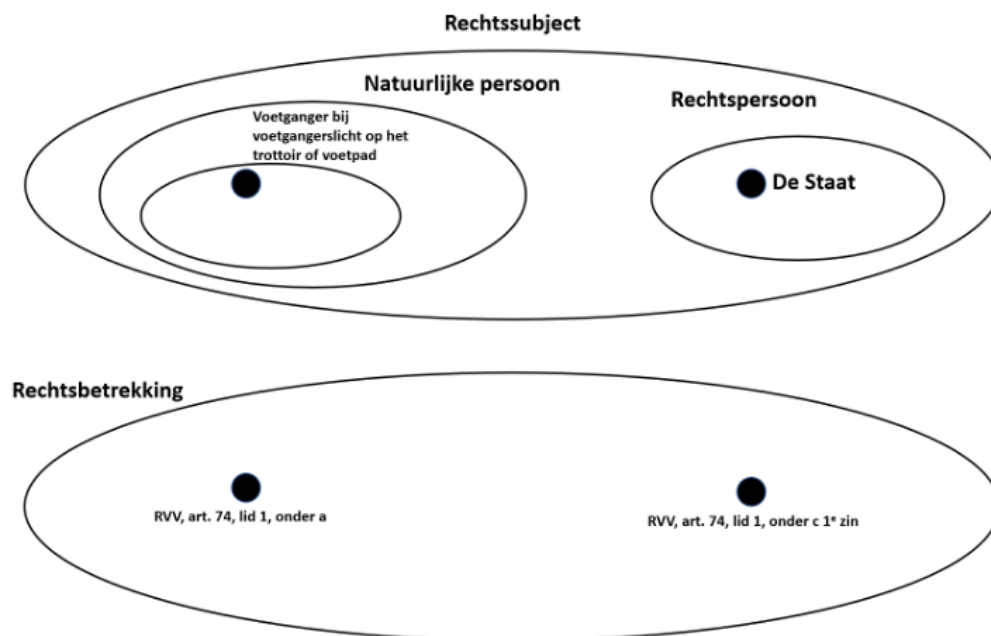 Rechtssubject
Natuurlijke persoon
Rechtspersoon
Voetganger bij
voetgangerslicht op het
trottoir of voetpad
De Staat
Rechtsbetrekking
RVV, art. 74, lid 1, onder a
RVV, art. 74, lid 1, onder c 1ᵉ zin